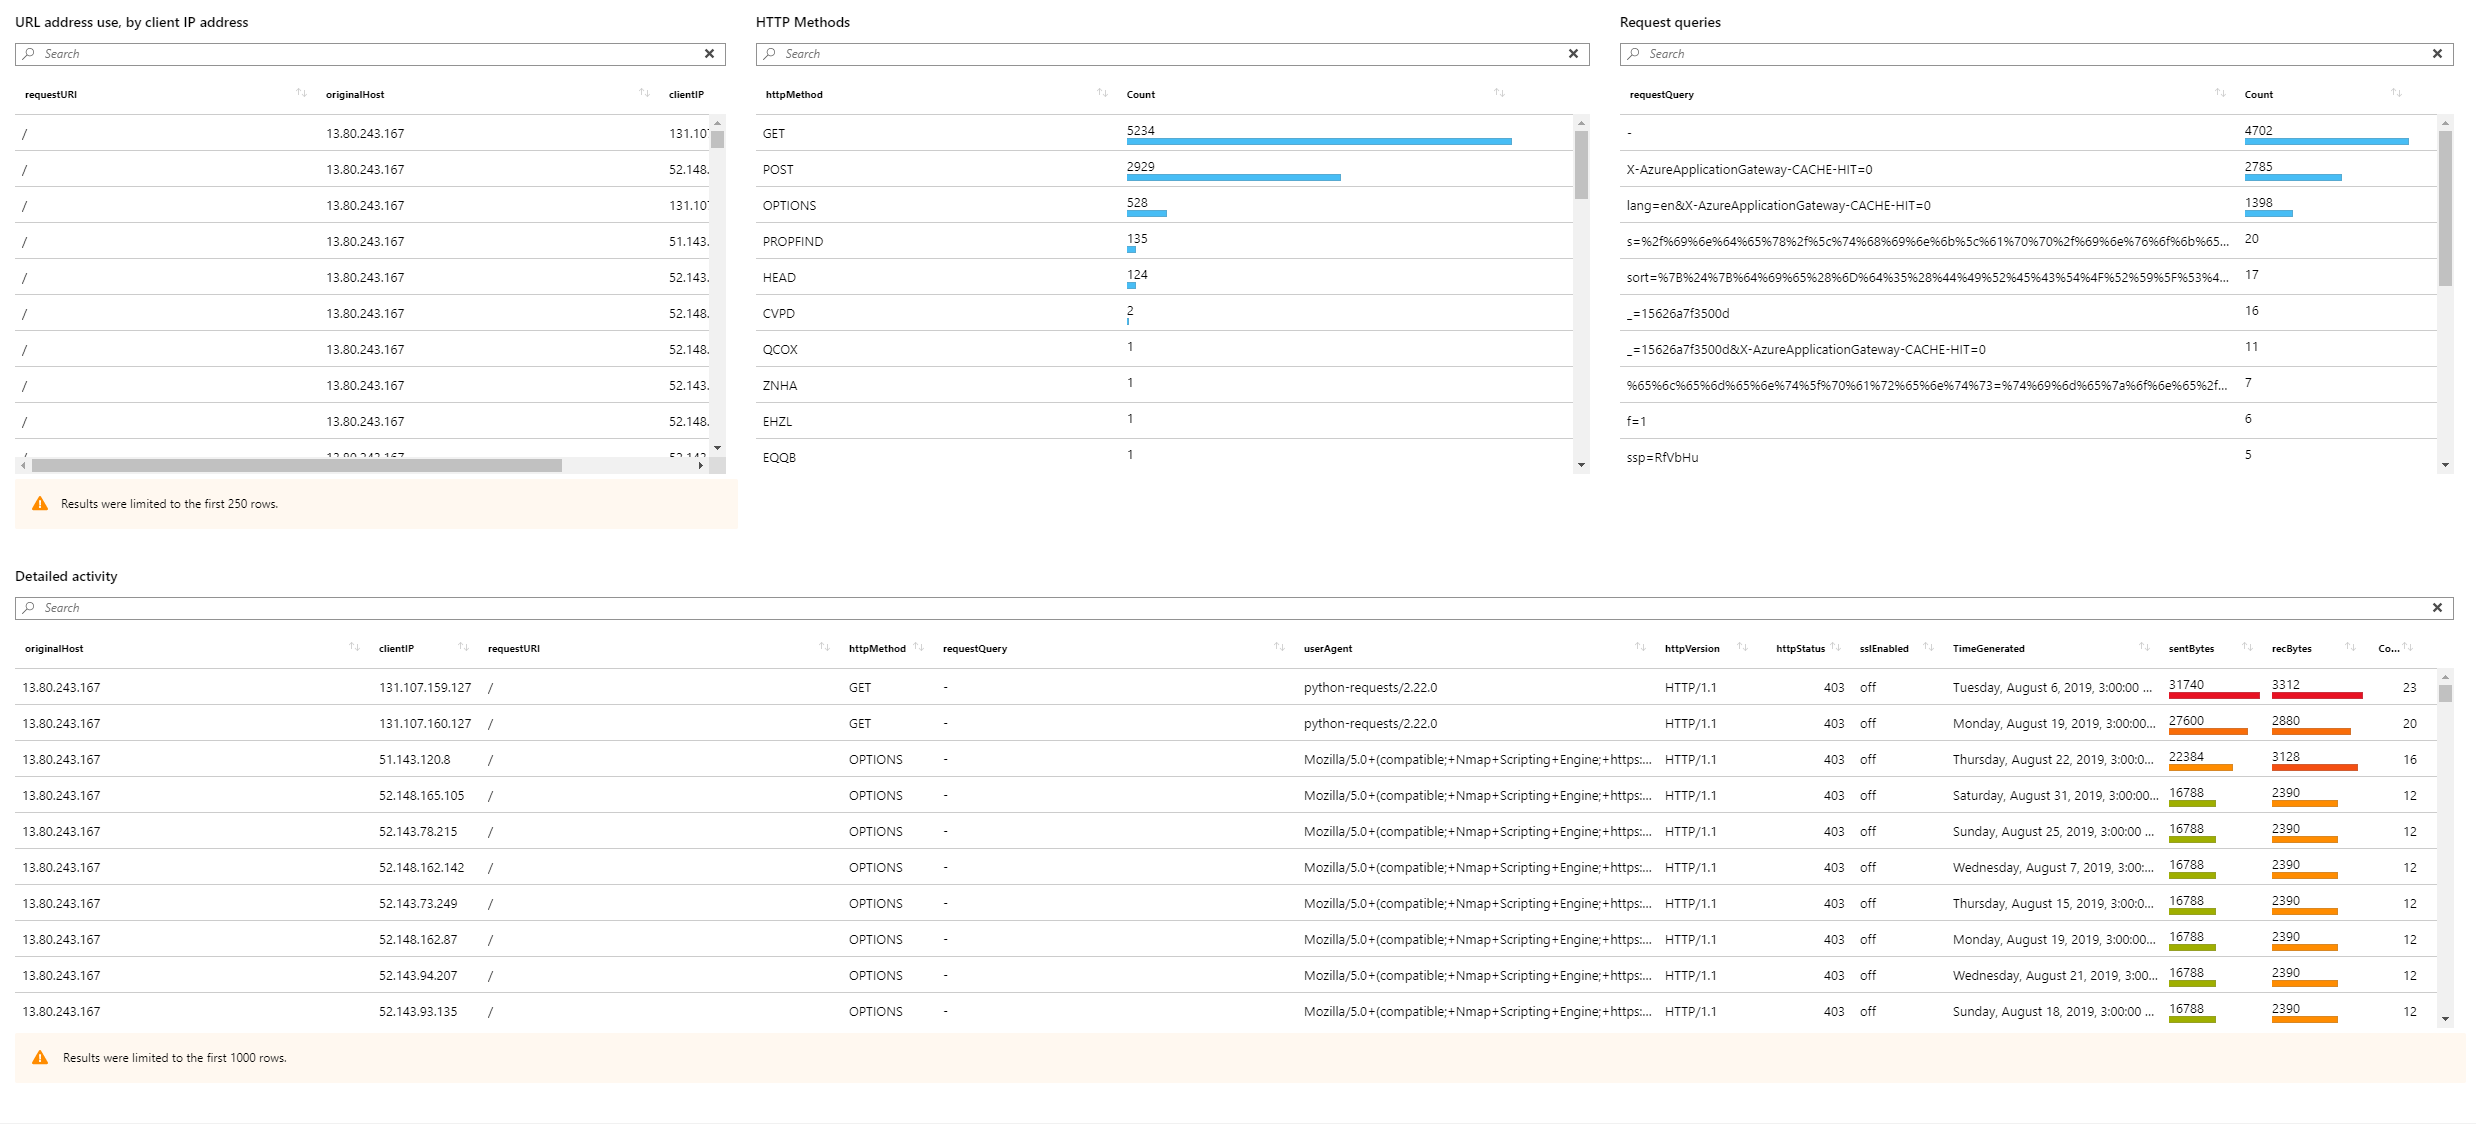 URL address use, by client IP address
Search
requestURI originalHost clientIP
/ 13.80.243.167 131.107
/ 13.80.243.167 52.148.
/ 13.80.243.167 131.107
/ 13.80.243.167 51.143.
/ 13.80.243.167 52.143.
/ 13.80.243.167 52.148.
/ 13.80.243.167 52.148.
/ 13.80.243.167 52.143.
/ 13.80.243.167 52.148.
/ 13.80.243.167 52.143
Results were limited to the first 250 rows.
HTTP Methods
Search
httpMethod Count
GET 5234
POST 2929
OPTIONS 528
PROPFIND 135
HEAD 124
CVPD 2
QCOX 1
ZNHA 1
EHZL 1
EQQB 1
Request queries
Search
requestQuery Count
- 4702
X-AzureApplicationGateway-CACHE-HIT=0 2785
lang=en&X-AzureApplicationGateway-CACHE-HIT=0 1398
s=%2f%69%6e%64%65%78%2f%5c%74%68%69%6e%6b%5c%61%70%70%2f%69%6e%76%6f%6b%65... 20
sort=%7B%24%7B%64%69%65%28%6D%64%35%28%44%49%52%45%43%54%4F%52%59%5F%53%4... 17
_=15626a7f3500d 16
_=15626a7f3500d&X-AzureApplicationGateway-CACHE-HIT=0 11
%65%6c%65%6d%65%6e%74%5f%70%61%72%65%6e%74%73=%74%69%6d%65%7a%6f%6e%65%2f... 7
f=1 6
ssp=RfVbHu 5
Detailed activity
Search
originalHost clientIP requestURI httpMethod requestQuery userAgent httpVersion httpStatus sslEnabled TimeGenerated sentBytes recBytes Co...
13.80.243.167 131.107.159.127 / GET - python-requests/2.22.0 HTTP/1.1 403 off Tuesday, August 6, 2019, 3:00:00 ... 31740 3312 23
13.80.243.167 131.107.160.127 / GET - python-requests/2.22.0 HTTP/1.1 403 off Monday, August 19, 2019, 3:00:00... 27600 2880 20
13.80.243.167 51.143.120.8 / OPTIONS - Mozilla/5.0+(compatible;+Nmap+Scripting+Engine;+https:... HTTP/1.1 403 off Thursday, August 22, 2019, 3:00:0... 22384 3128 16
13.80.243.167 52.148.165.105 / OPTIONS - Mozilla/5.0+(compatible;+Nmap+Scripting+Engine;+https:... HTTP/1.1 403 off Saturday, August 31, 2019, 3:00:00... 16788 2390 12
13.80.243.167 52.143.78.215 / OPTIONS - Mozilla/5.0+(compatible;+Nmap+Scripting+Engine;+https:... HTTP/1.1 403 off Sunday, August 25, 2019, 3:00:00 ... 16788 2390 12
13.80.243.167 52.148.162.142 / OPTIONS - Mozilla/5.0+(compatible;+Nmap+Scripting+Engine;+https:... HTTP/1.1 403 off Wednesday, August 7, 2019, 3:00:... 16788 2390 12
13.80.243.167 52.143.73.249 / OPTIONS - Mozilla/5.0+(compatible;+Nmap+Scripting+Engine;+https:... HTTP/1.1 403 off Thursday, August 15, 2019, 3:00:0... 16788 2390 12
13.80.243.167 52.148.162.87 / OPTIONS - Mozilla/5.0+(compatible;+Nmap+Scripting+Engine;+https:... HTTP/1.1 403 off Monday, August 19, 2019, 3:00:00... 16788 2390 12
13.80.243.167 52.143.94.207 / OPTIONS - Mozilla/5.0+(compatible;+Nmap+Scripting+Engine;+https:... HTTP/1.1 403 off Wednesday, August 21, 2019, 3:00... 16788 2390 12
13.80.243.167 52.143.93.135 / OPTIONS - Mozilla/5.0+(compatible;+Nmap+Scripting+Engine;+https:... HTTP/1.1 403 off Sunday, August 18, 2019, 3:00:00 ... 16788 2390 12
Results were limited to the first 1000 rows.